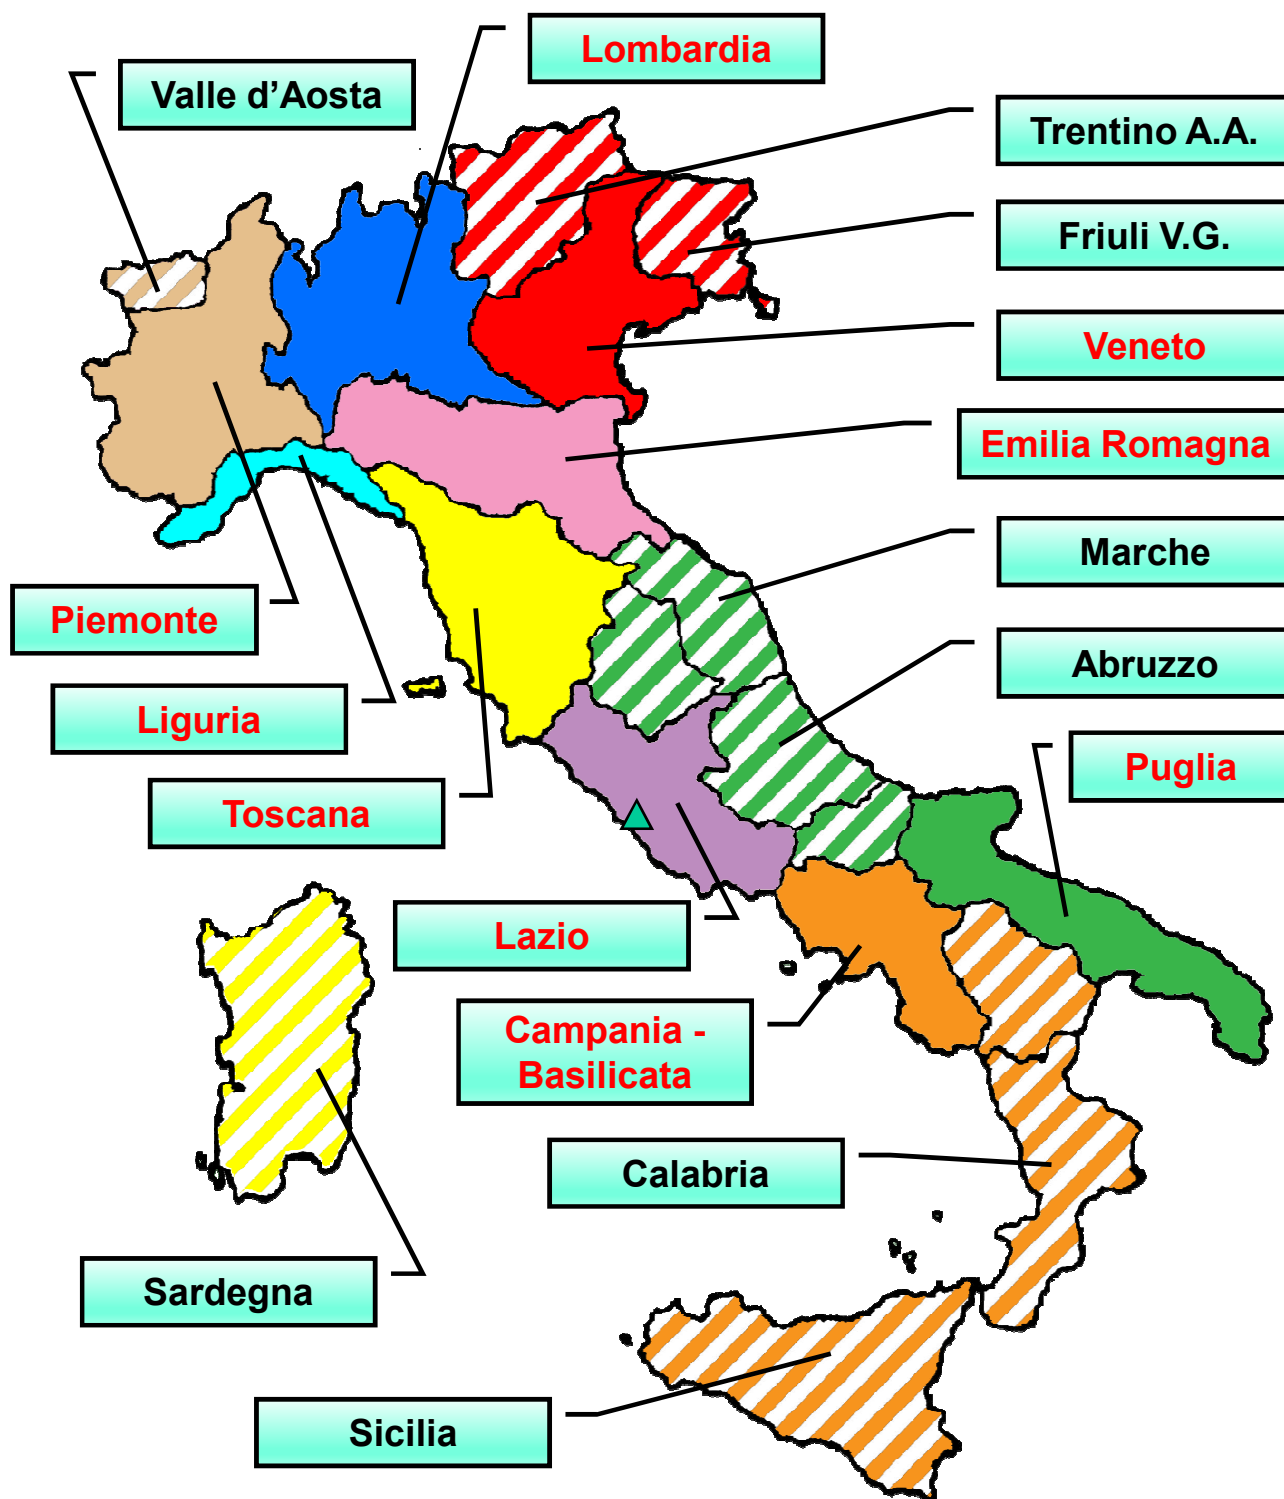 Lombardia
Valle d’Aosta
Trentino A.A.
Friuli V.G.
Veneto
Emilia Romagna
Marche
Piemonte
Abruzzo
Liguria
Puglia
Toscana
Lazio
Campania -
Basilicata
Calabria
Sardegna
Sicilia